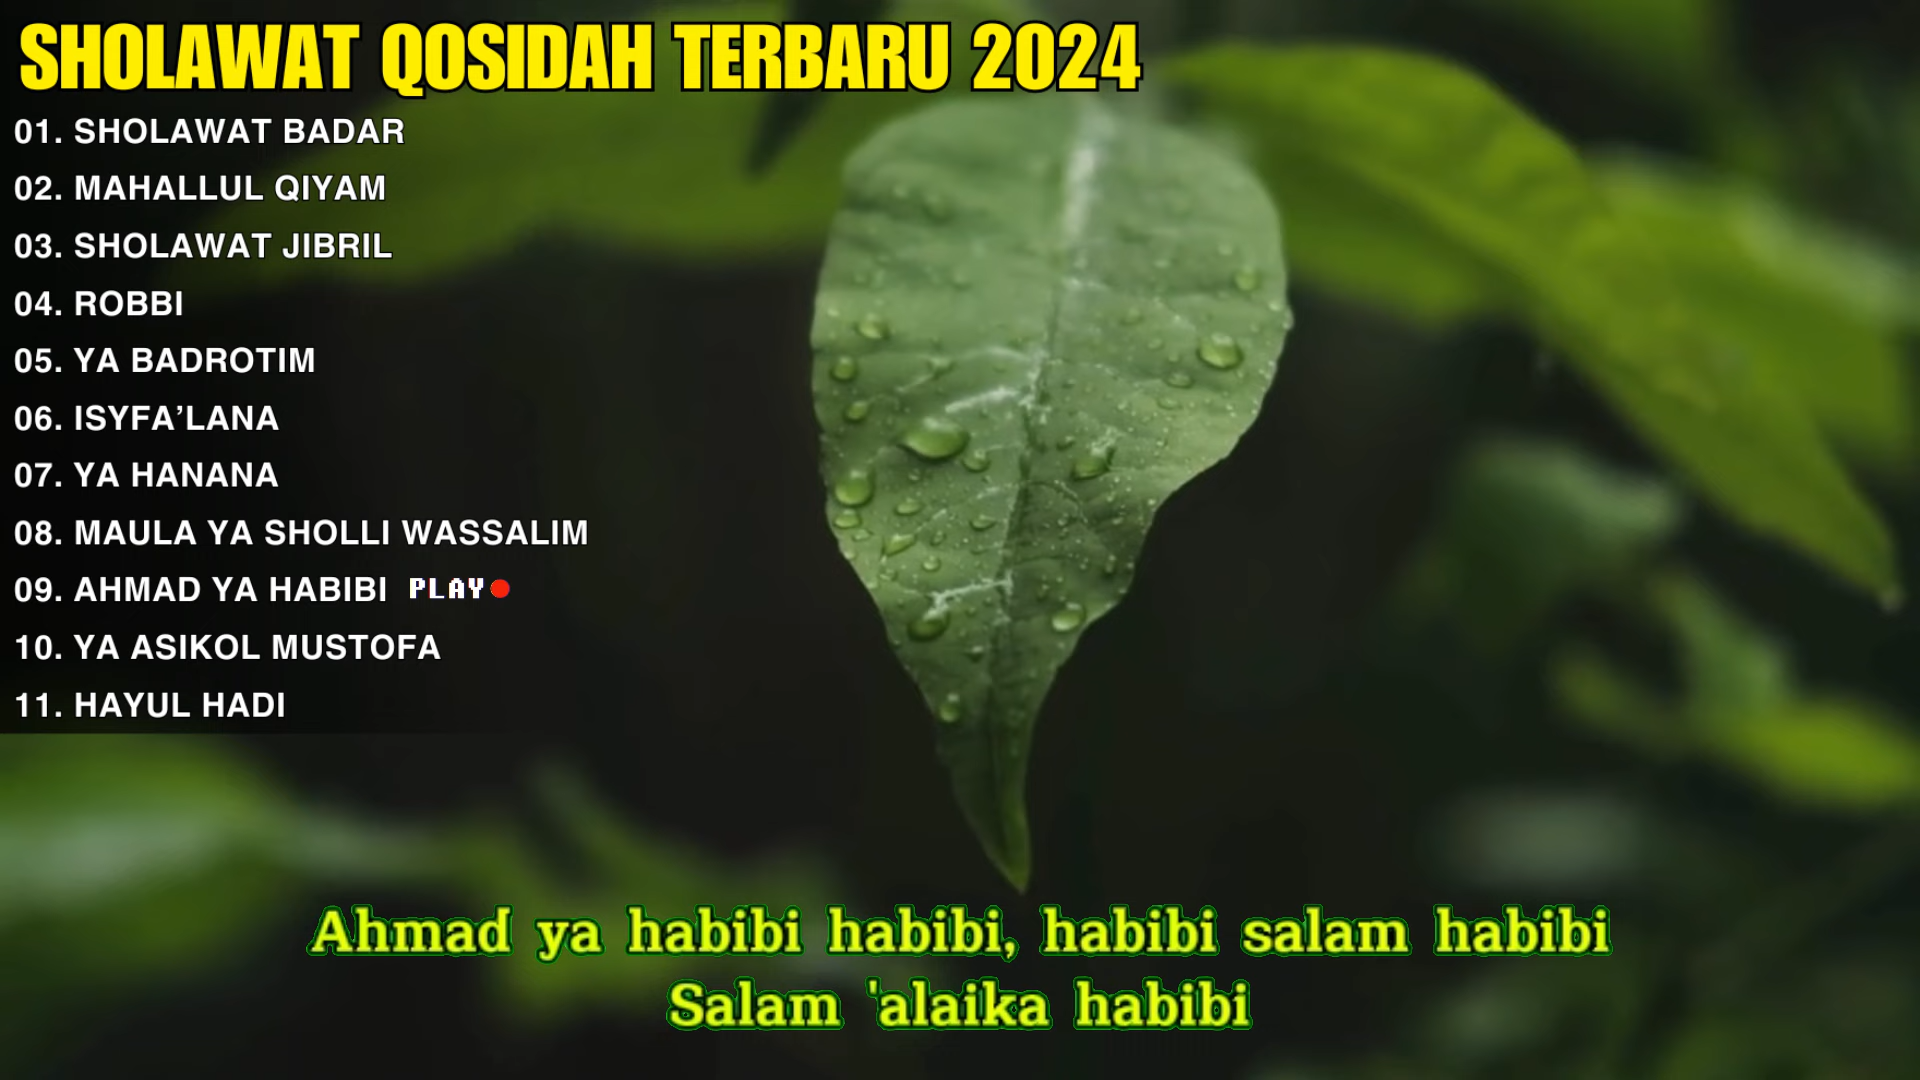 SHOLAWAT QOSIDAH TERBARU 2024
01. SHOLAWAT BADAR
02. MAHALLUL QIYAM
03. SHOLAWAT JIBRIL
04. ROBBI
05. YA BADROTIM
06. ISYFA’LANA
07. YA HANANA
08. MAULA YA SHOLLI WASSALIM
09. AHMAD YA HABIBI PLAY
10. YA ASIKOL MUSTOFA
11. HAYUL HADI
Ahmad ya habibi habibi, habibi salam habibi
Salam 'alaika habibi